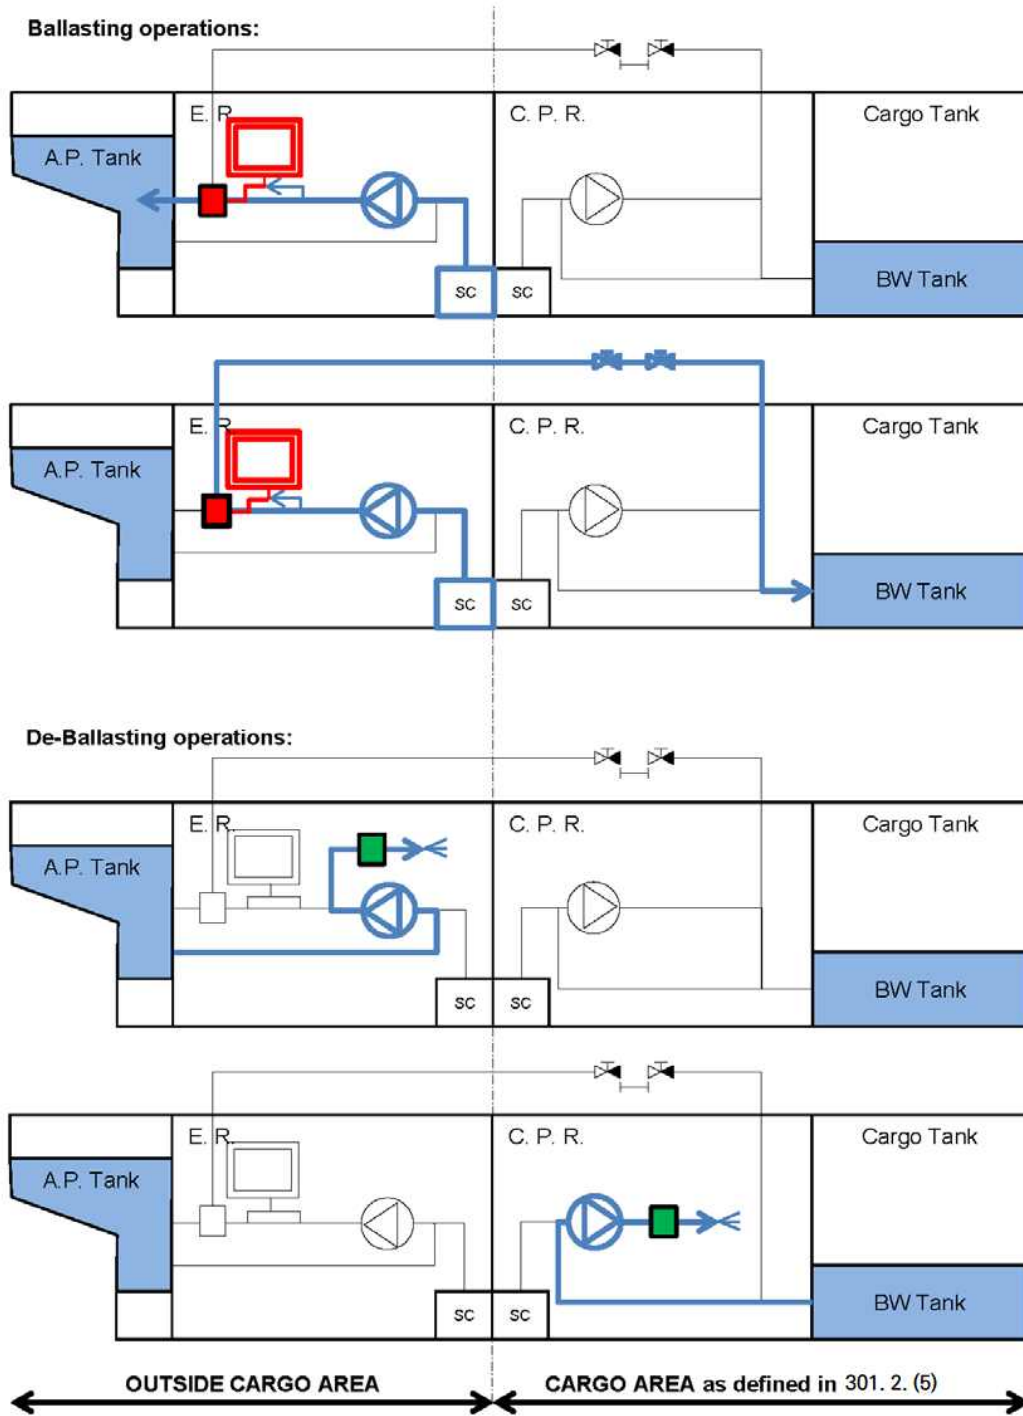 Ballasting operations:
E. R. C. P. R. Cargo Tank
A.P. Tank
BW Tank
SC SC
E. R. C. P. R. Cargo Tank
A.P. Tank
BW Tank
SC SC
De-Ballasting operations:
E. R. C. P. R. Cargo Tank
A.P. Tank
BW Tank
SC SC
E. R. C. P. R. Cargo Tank
A.P. Tank
BW Tank
SC SC
OUTSIDE CARGO AREA CARGO AREA as defined in 301. 2. (5)